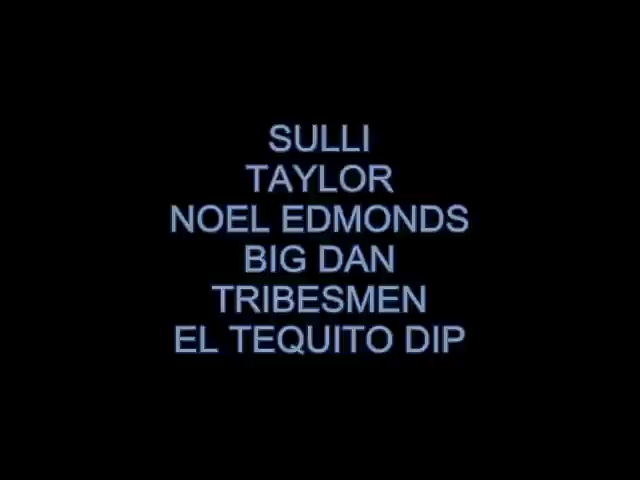 SULLI
TAYLOR
NOEL EDMONDS
BIG DAN
TRIBESMEN
EL TEQUITO DIP